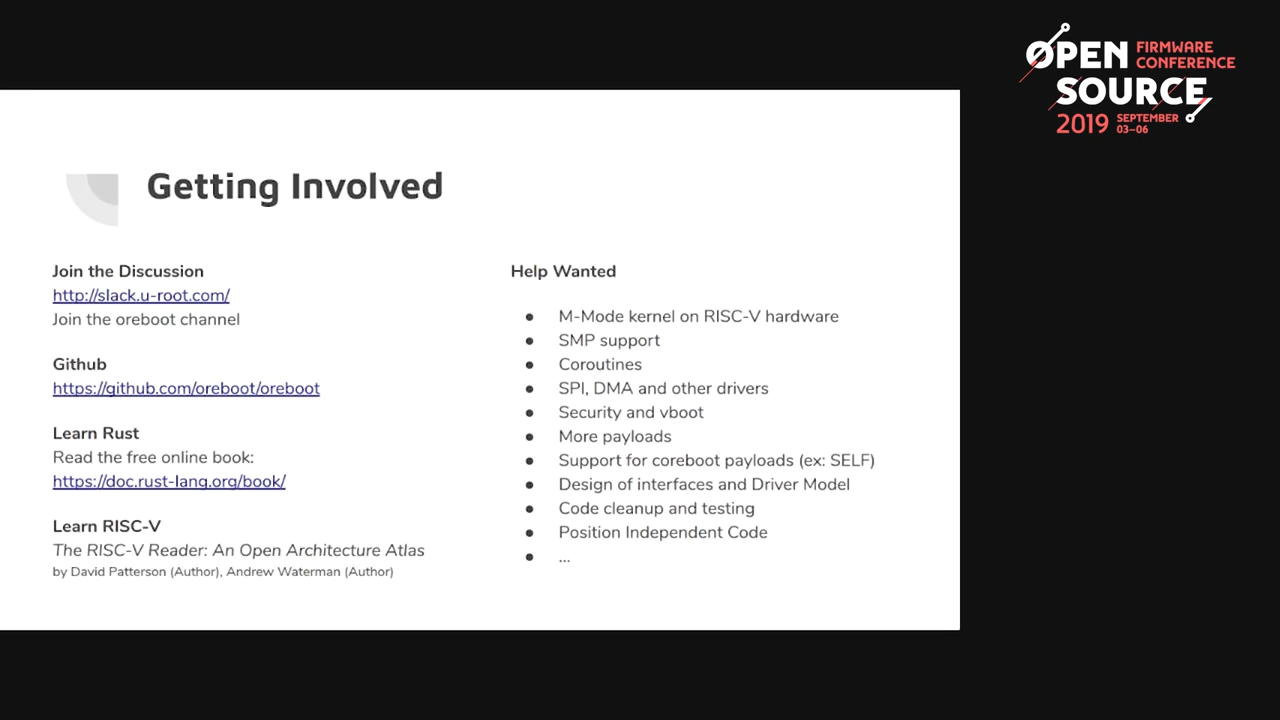 OPEN FIRMWARE
CONFERENCE
SOURCE
2019 SEPTEMBER
03–06
Getting Involved
Join the Discussion
http://slack.u-root.com/
Join the oreboot channel
Github
https://github.com/oreboot/oreboot
Learn Rust
Read the free online book:
https://doc.rust-lang.org/book/
Learn RISC-V
The RISC-V Reader: An Open Architecture Atlas
by David Patterson (Author), Andrew Waterman (Author)
Help Wanted
● M-Mode kernel on RISC-V hardware
● SMP support
● Coroutines
● SPI, DMA and other drivers
● Security and vboot
● More payloads
● Support for coreboot payloads (ex: SELF)
● Design of interfaces and Driver Model
● Code cleanup and testing
● Position Independent Code
● ...